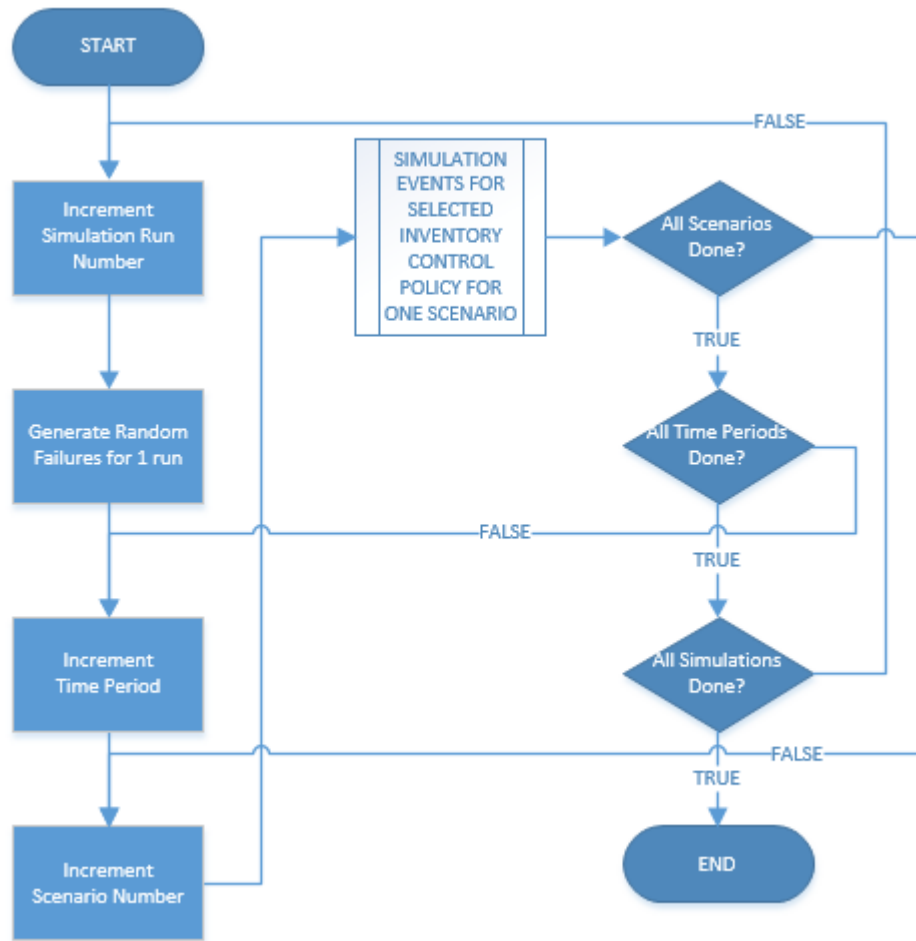 START
FALSE
Increment
Simulation Run
Number
SIMULATION
EVENTS FOR
SELECTED
INVENTORY
CONTROL
POLICY FOR
ONE SCENARIO
All Scenarios
Done?
TRUE
Generate Random
Failures for 1 run
All Time Periods
Done?
FALSE
TRUE
Increment
Time Period
All Simulations
Done?
FALSE
TRUE
Increment
Scenario Number
END